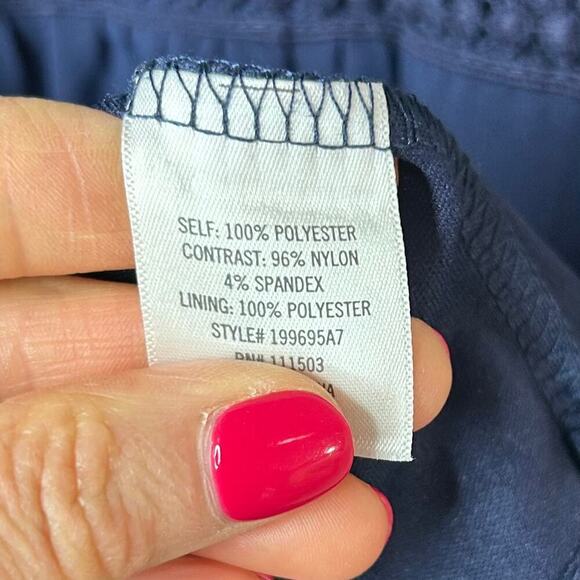 SELF: 100% POLYESTER
CONTRAST: 96% NYLON
4% SPANDEX
LINING: 100% POLYESTER
STYLE# 199695A7
RN# 111503